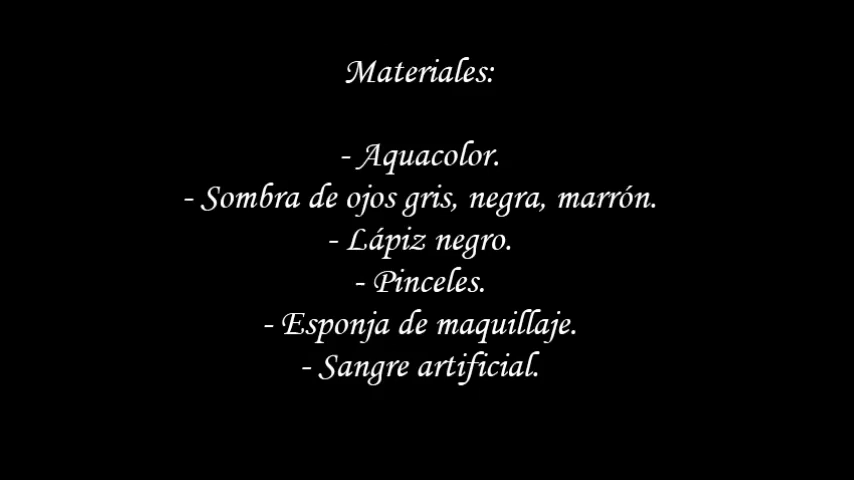 Materiales:
- Aquacolor.
- Sombra de ojos gris, negra, marrón.
- Lápiz negro.
- Pinceles.
- Esponja de maquillaje.
- Sangre artificial.